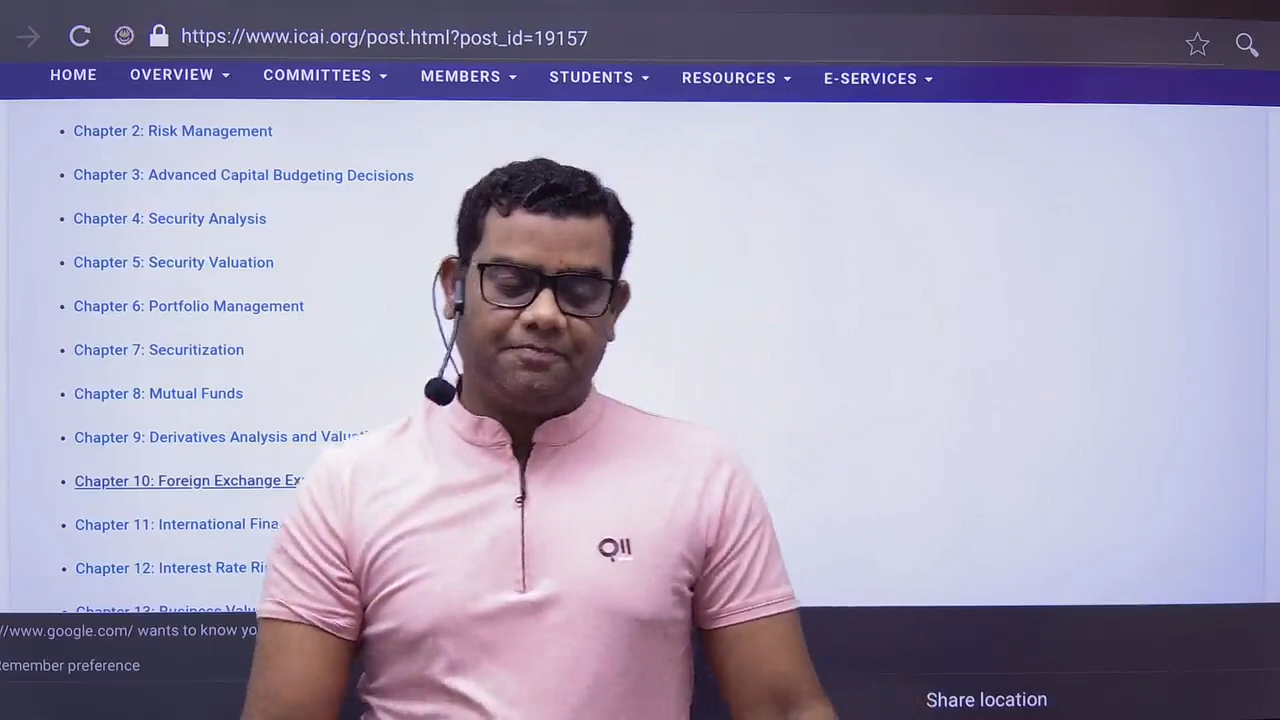 https://www.icai.org/post.html?post_id=19157
HOME OVERVIEW COMMITTEES MEMBERS STUDENTS RESOURCES E-SERVICES
• Chapter 2: Risk Management
• Chapter 3: Advanced Capital Budgeting Decisions
• Chapter 4: Security Analysis
• Chapter 5: Security Valuation
• Chapter 6: Portfolio Management
• Chapter 7: Securitization
• Chapter 8: Mutual Funds
• Chapter 9: Derivatives Analysis and
• Chapter 10: Foreign Exchange
• Chapter 11: International
• Chapter 12: Interest Rate
Chapter 13: Business
//www.google.com/ wants to know
emember preference
Share location